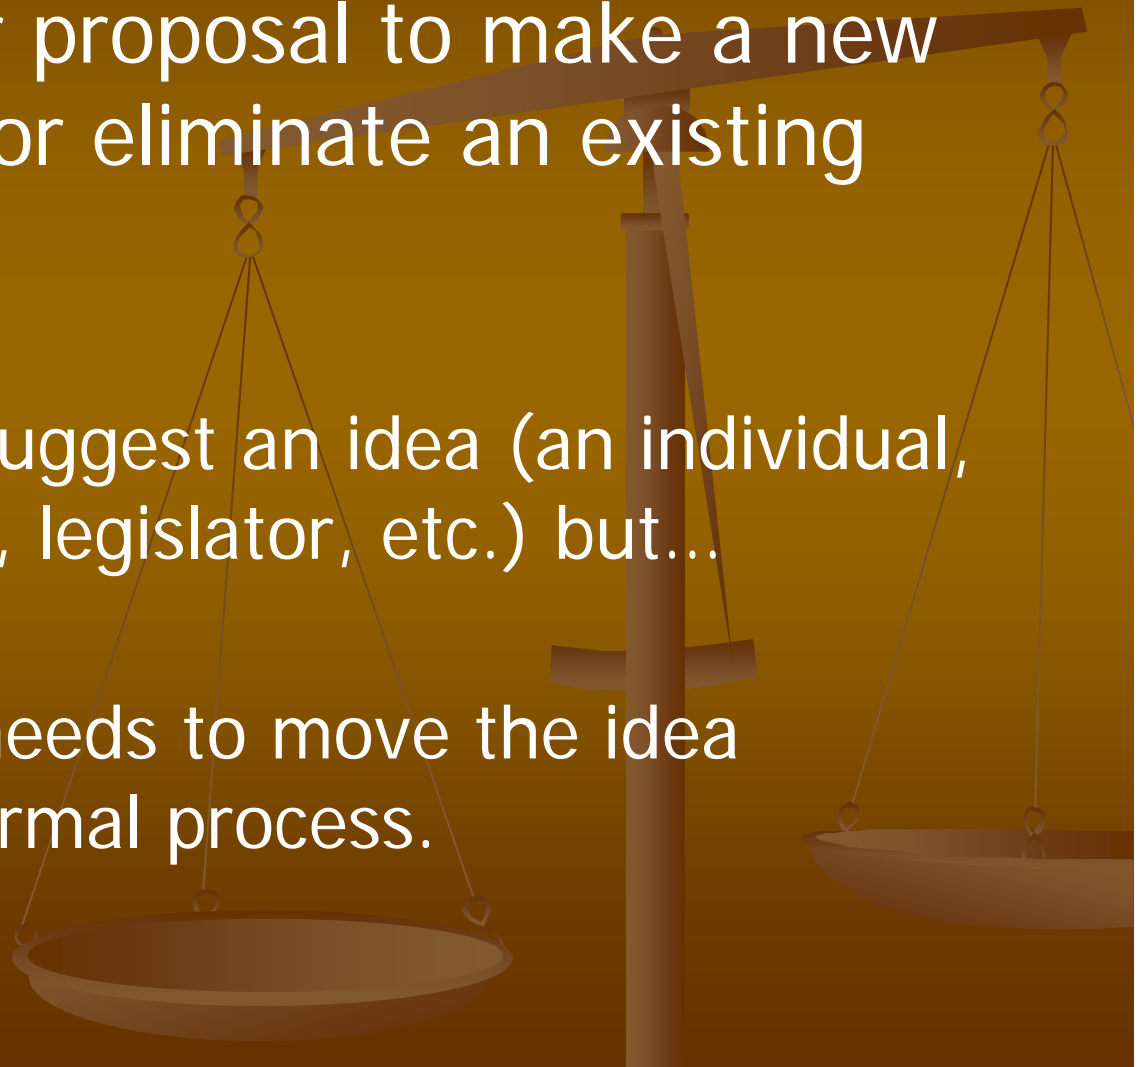 r proposal to make a new
or eliminate an existing
uggest an idea (an individual,
, legislator, etc.) but…
needs to move the idea
rmal process.